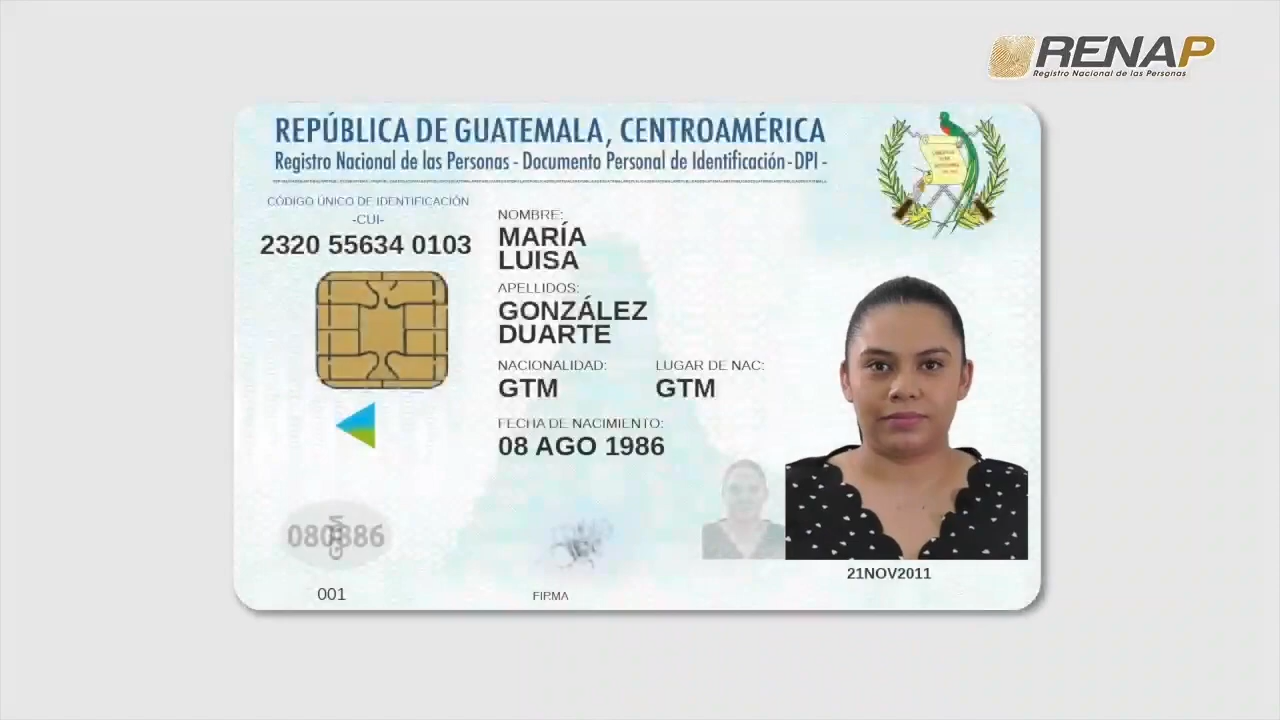 RENAP
Registro Nacional de las Personas
REPÚBLICA DE GUATEMALA, CENTROAMÉRICA
Registro Nacional de las Personas - Documento Personal de Identificación - DPI -
CÓDIGO ÚNICO DE IDENTIFICACIÓN
-CUI-
2320 55634 0103
NOMBRE:
MARÍA
LUISA
APELLIDOS:
GONZÁLEZ
DUARTE
NACIONALIDAD:
LUGAR DE NAC:
GTM
GTM
FECHA DE NACIMIENTO:
08 AGO 1986
080886
GTM
21NOV2011
001
FIRMA